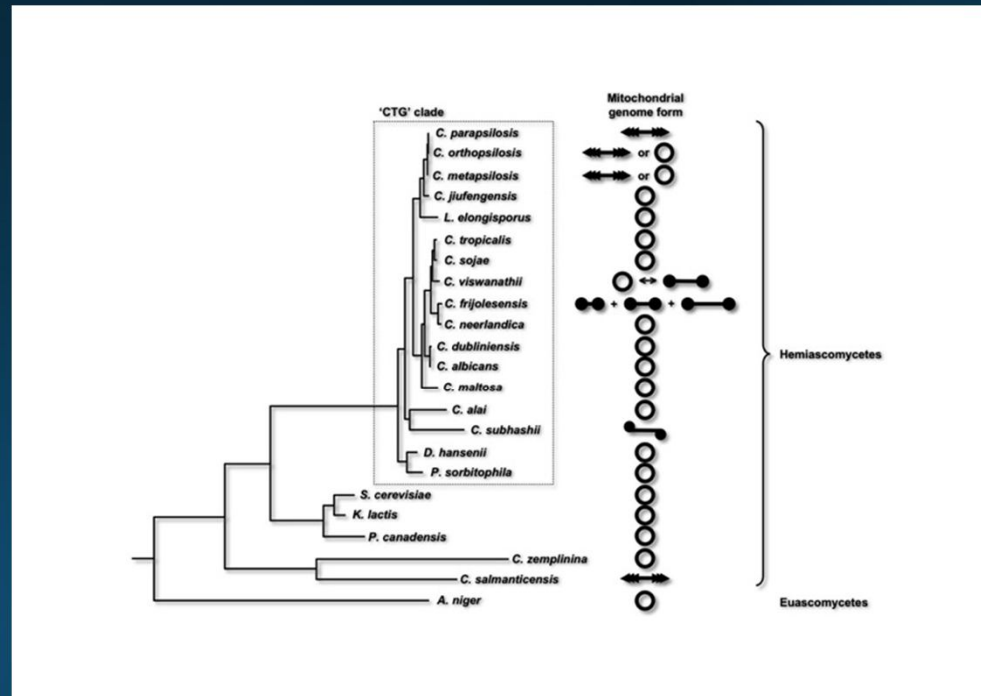 'CTG' clade
Mitochondrial
genome form
C. parapsilosis
C. orthopsilosis
or
C. metapsilosis
or
C. jiufengensis
L. elongisporus
C. tropicalis
C. sojae
C. viswanathii
C. frijolesensis
+ +
C. neerlandica
C. dubliniensis
Hemiascomycetes
C. albicans
C. maltosa
C. alai
C. subhashii
D. hansenii
P. sorbitophila
S. cerevisiae
K. lactis
P. canadensis
C. zemplinina
C. salmanticensis
A. niger
Euascomycetes